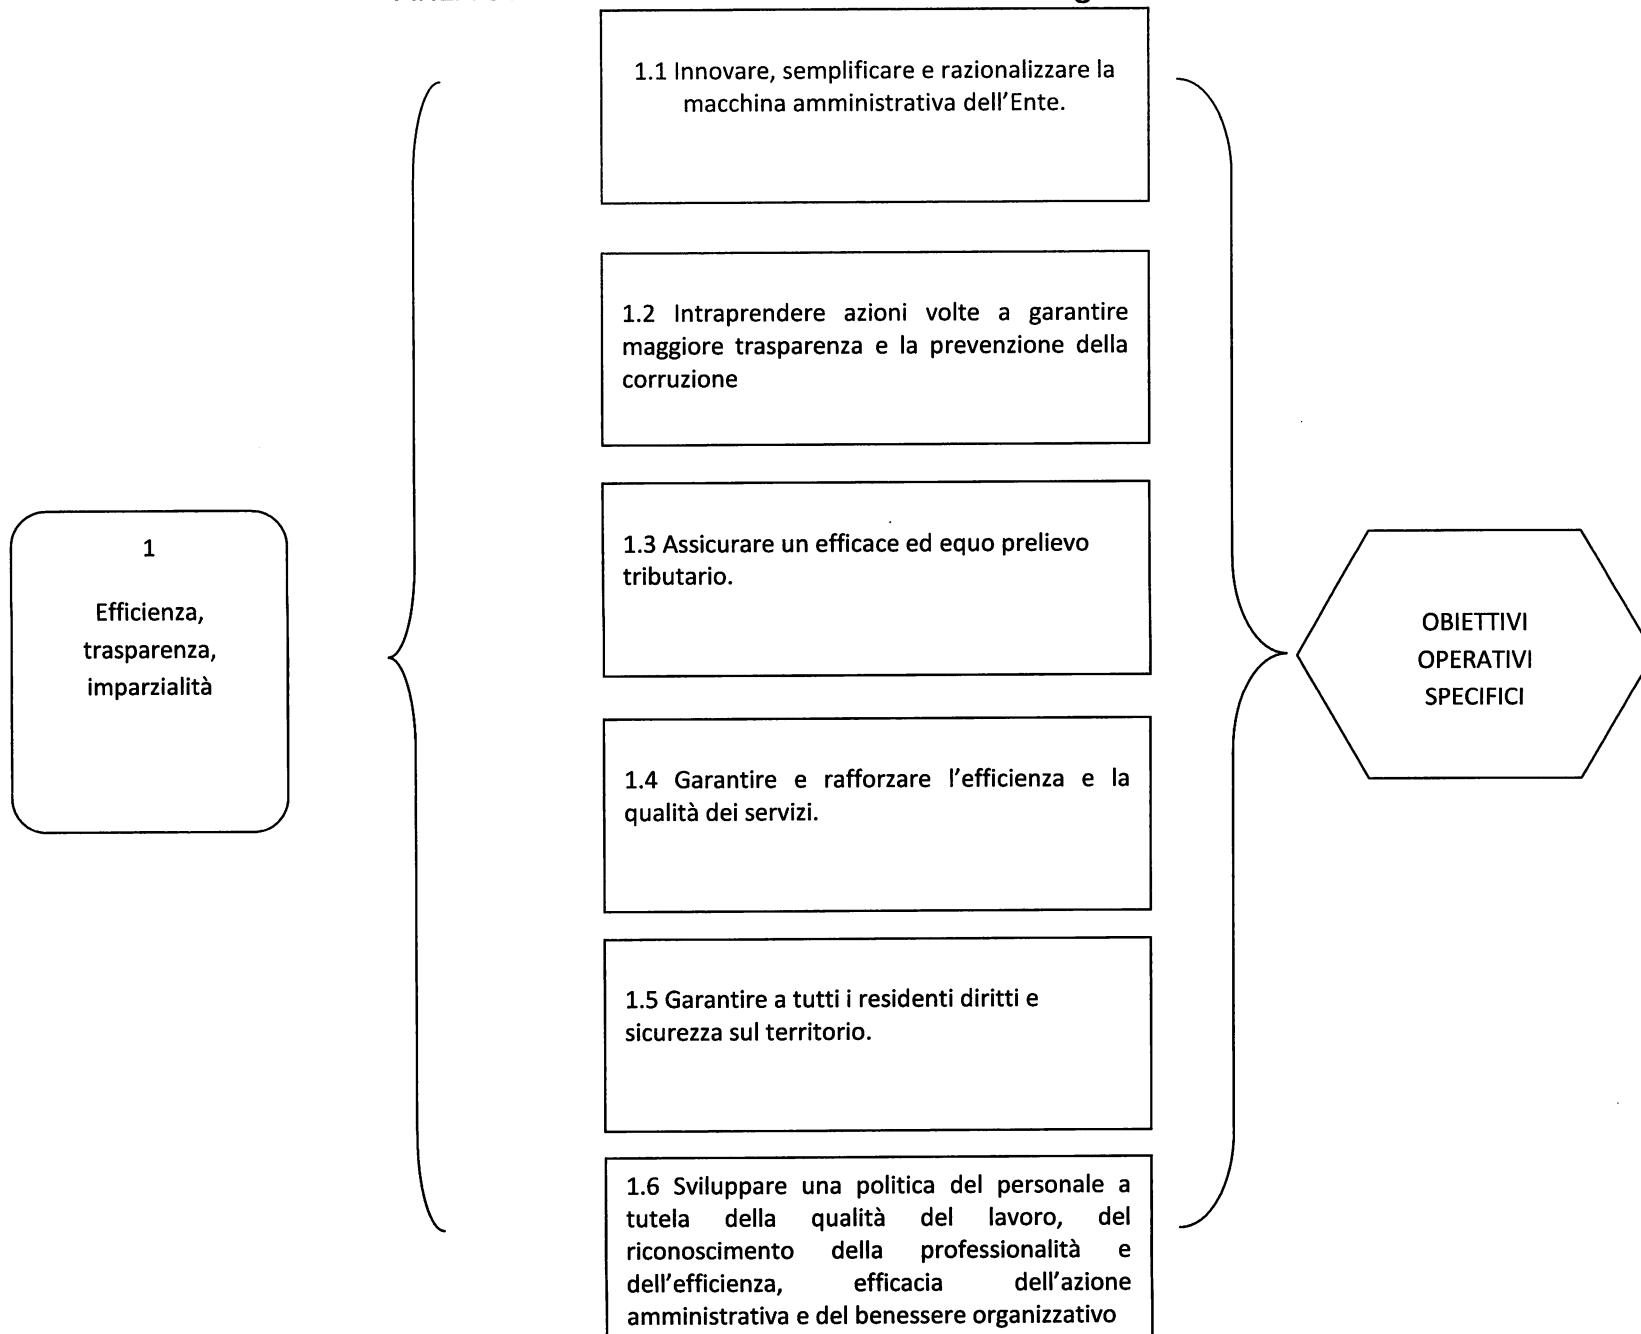 1.1 Innovare, semplificare e razionalizzare la
macchina amministrativa dell'Ente.
1.2 Intraprendere azioni volte a garantire
maggiore trasparenza e la prevenzione della
corruzione
1
Efficienza,
trasparenza,
imparzialità
1.3 Assicurare un efficace ed equo prelievo
tributario.
1.4 Garantire e rafforzare l'efficienza e la
qualità dei servizi.
1.5 Garantire a tutti i residenti diritti e
sicurezza sul territorio.
1.6 Sviluppare una politica del personale a
tutela della qualità del lavoro, del
riconoscimento della professionalità e
dell'efficienza, efficacia dell'azione
amministrativa e del benessere organizzativo
OBIETTIVI
OPERATIVI
SPECIFICI